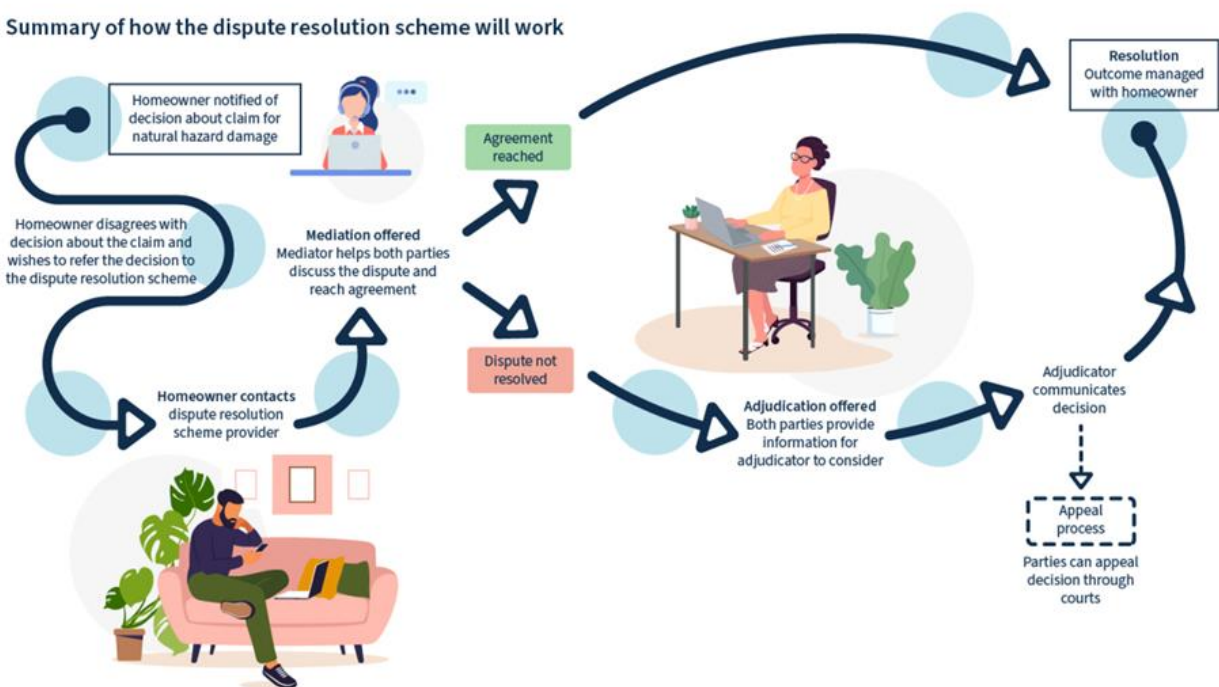 Summary of how the dispute resolution scheme will work
Homeowner notified of
decision about claim for
natural hazard damage
Homeowner disagrees with
decision about the claim and
wishes to refer the decision to
the dispute resolution scheme
Homeowner contacts
dispute resolution
scheme provider
Mediation offered
Mediator helps both parties
discuss the dispute and
reach agreement
Agreement
reached
Dispute not
resolved
Adjudication offered
Both parties provide
information for
adjudicator to consider
Adjudicator
communicates
decision
Appeal
process
Parties can appeal
decision through
courts
Resolution
Outcome managed
with homeowner